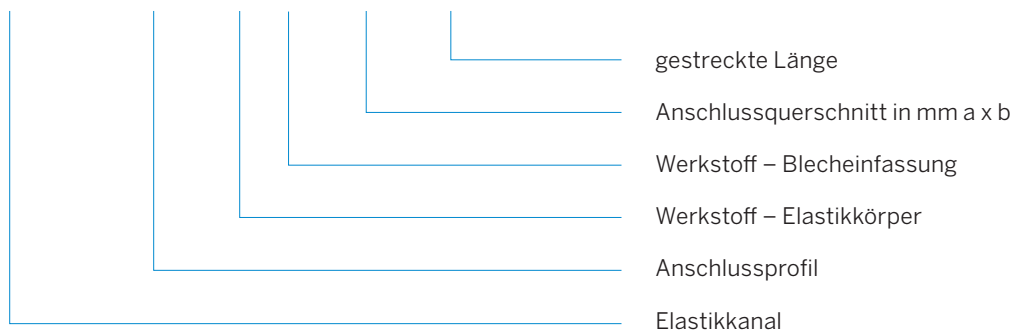 gestreckte Länge
Anschlussquerschnitt in mm a x b
Werkstoff – Blecheinfassung
Werkstoff – Elastikkörper
Anschlussprofil
Elastikkanal